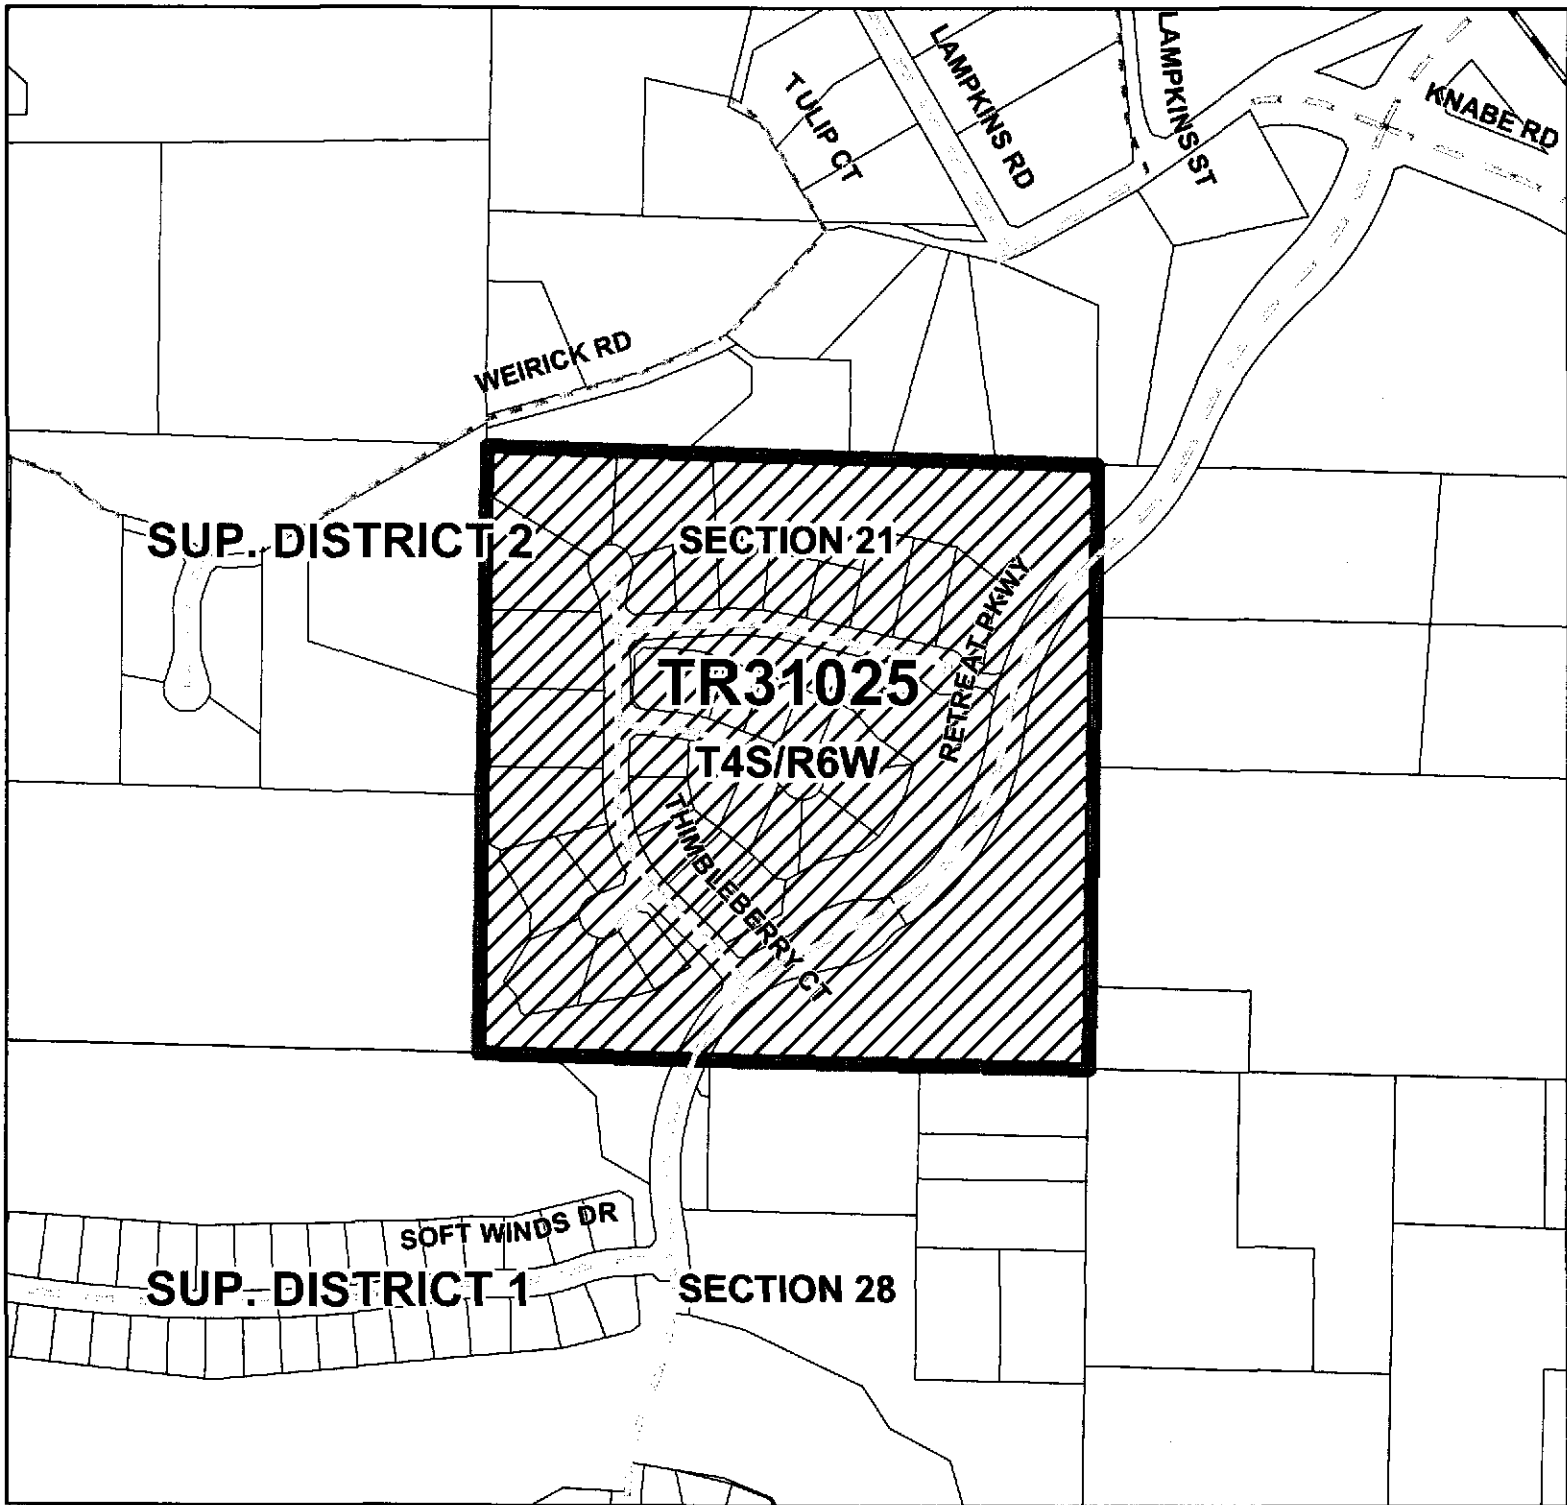 LAMPKINS RD
LAMPKINS ST
TULIP CT
KNABE RD
WEIRICK RD
SUP. DISTRICT 2
SECTION 21
RETREAT PKWY
TR31025
T4S/R6W
THIMBLEBERRY CT
SOFT WINDS DR
SUP. DISTRICT 1
SECTION 28